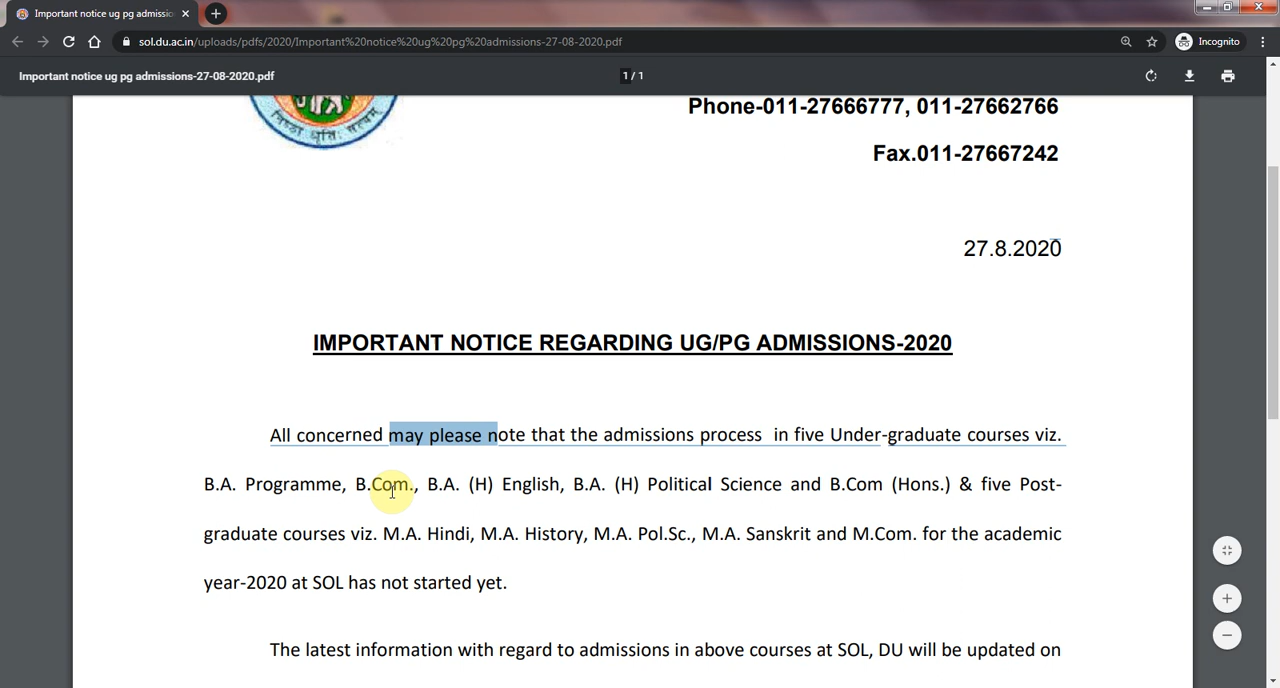 Important notice ug pg admissio
sol.du.ac.in/uploads/pdfs/2020/Important%20notice%20ug%20pg%20admissions-27-08-2020.pdf
Incognito
Important notice ug pg admissions-27-08-2020.pdf
1 / 1
निष्ठा धृति: सत्यम्
Phone-011-27666777, 011-27662766
Fax.011-27667242
27.8.2020
IMPORTANT NOTICE REGARDING UG/PG ADMISSIONS-2020
All concerned may please note that the admissions process in five Under-graduate courses viz.
B.A. Programme, B.Com., B.A. (H) English, B.A. (H) Political Science and B.Com (Hons.) & five Post-
graduate courses viz. M.A. Hindi, M.A. History, M.A. Pol.Sc., M.A. Sanskrit and M.Com. for the academic
year-2020 at SOL has not started yet.
The latest information with regard to admissions in above courses at SOL, DU will be updated on